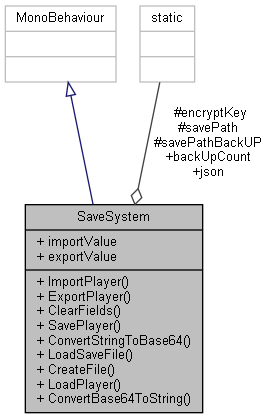 MonoBehaviour
static
#encryptKey
#savePath
#savePathBackUP
+backUpCount
+json
SaveSystem
+ importValue
+ exportValue
+ ImportPlayer()
+ ExportPlayer()
+ ClearFields()
+ SavePlayer()
+ ConvertStringToBase64()
+ LoadSaveFile()
+ CreateFile()
+ LoadPlayer()
+ ConvertBase64ToString()